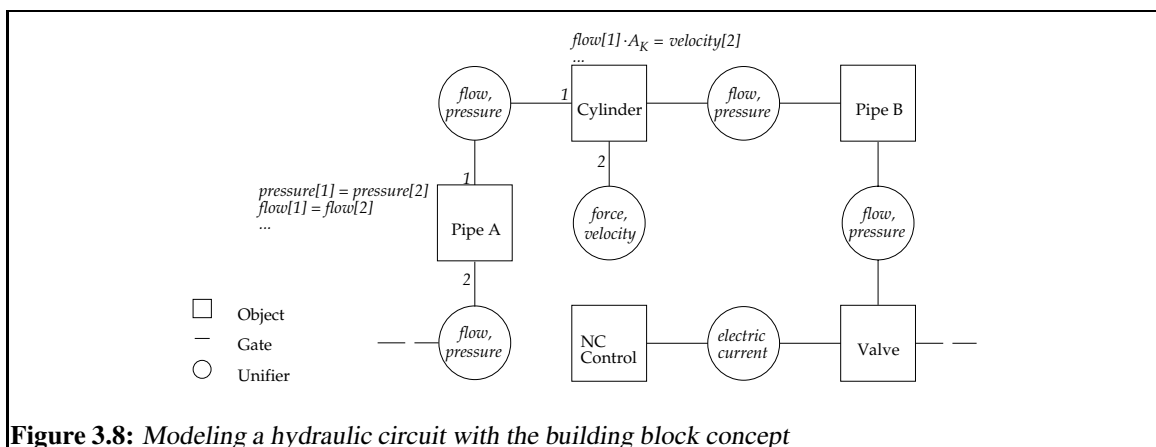 flow[1] · A_K = velocity[2]
...
flow,
pressure
1
Cylinder
flow,
pressure
Pipe B
2
1
pressure[1] = pressure[2]
flow[1] = flow[2]
...
Pipe A
force,
velocity
flow,
pressure
2
Object
Gate
Unifier
flow,
pressure
NC
Control
electric
current
Valve
Figure 3.8: Modeling a hydraulic circuit with the building block concept